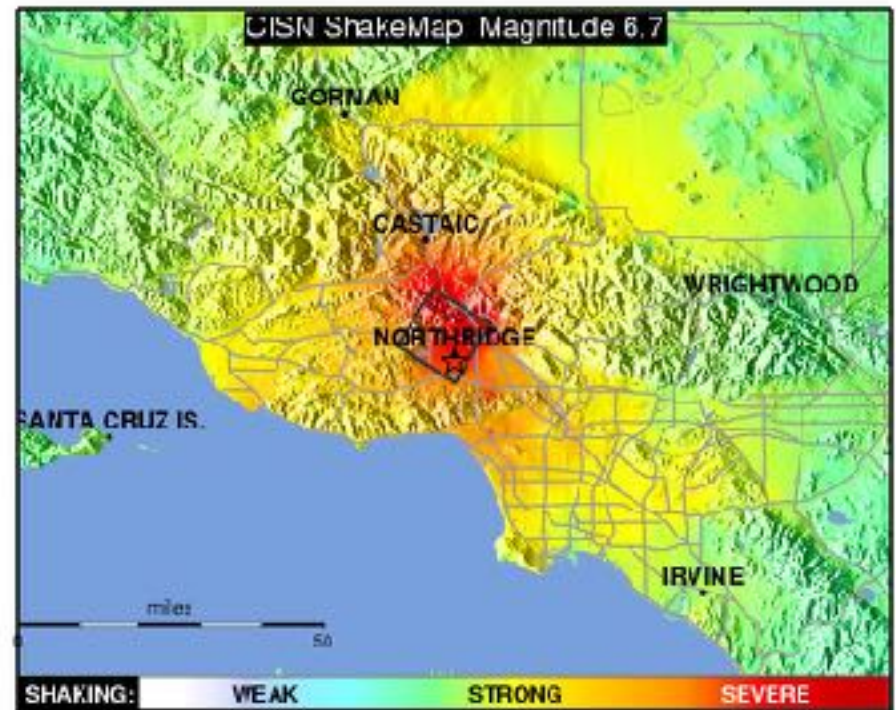 CISN ShakeMap Magnitude 6.7
GORNAN
CASTAIC
WRIGHTWOOD
NORTHRIDGE
SANTA CRUZ IS.
IRVINE
miles
0 50
SHAKING: WEAK STRONG SEVERE